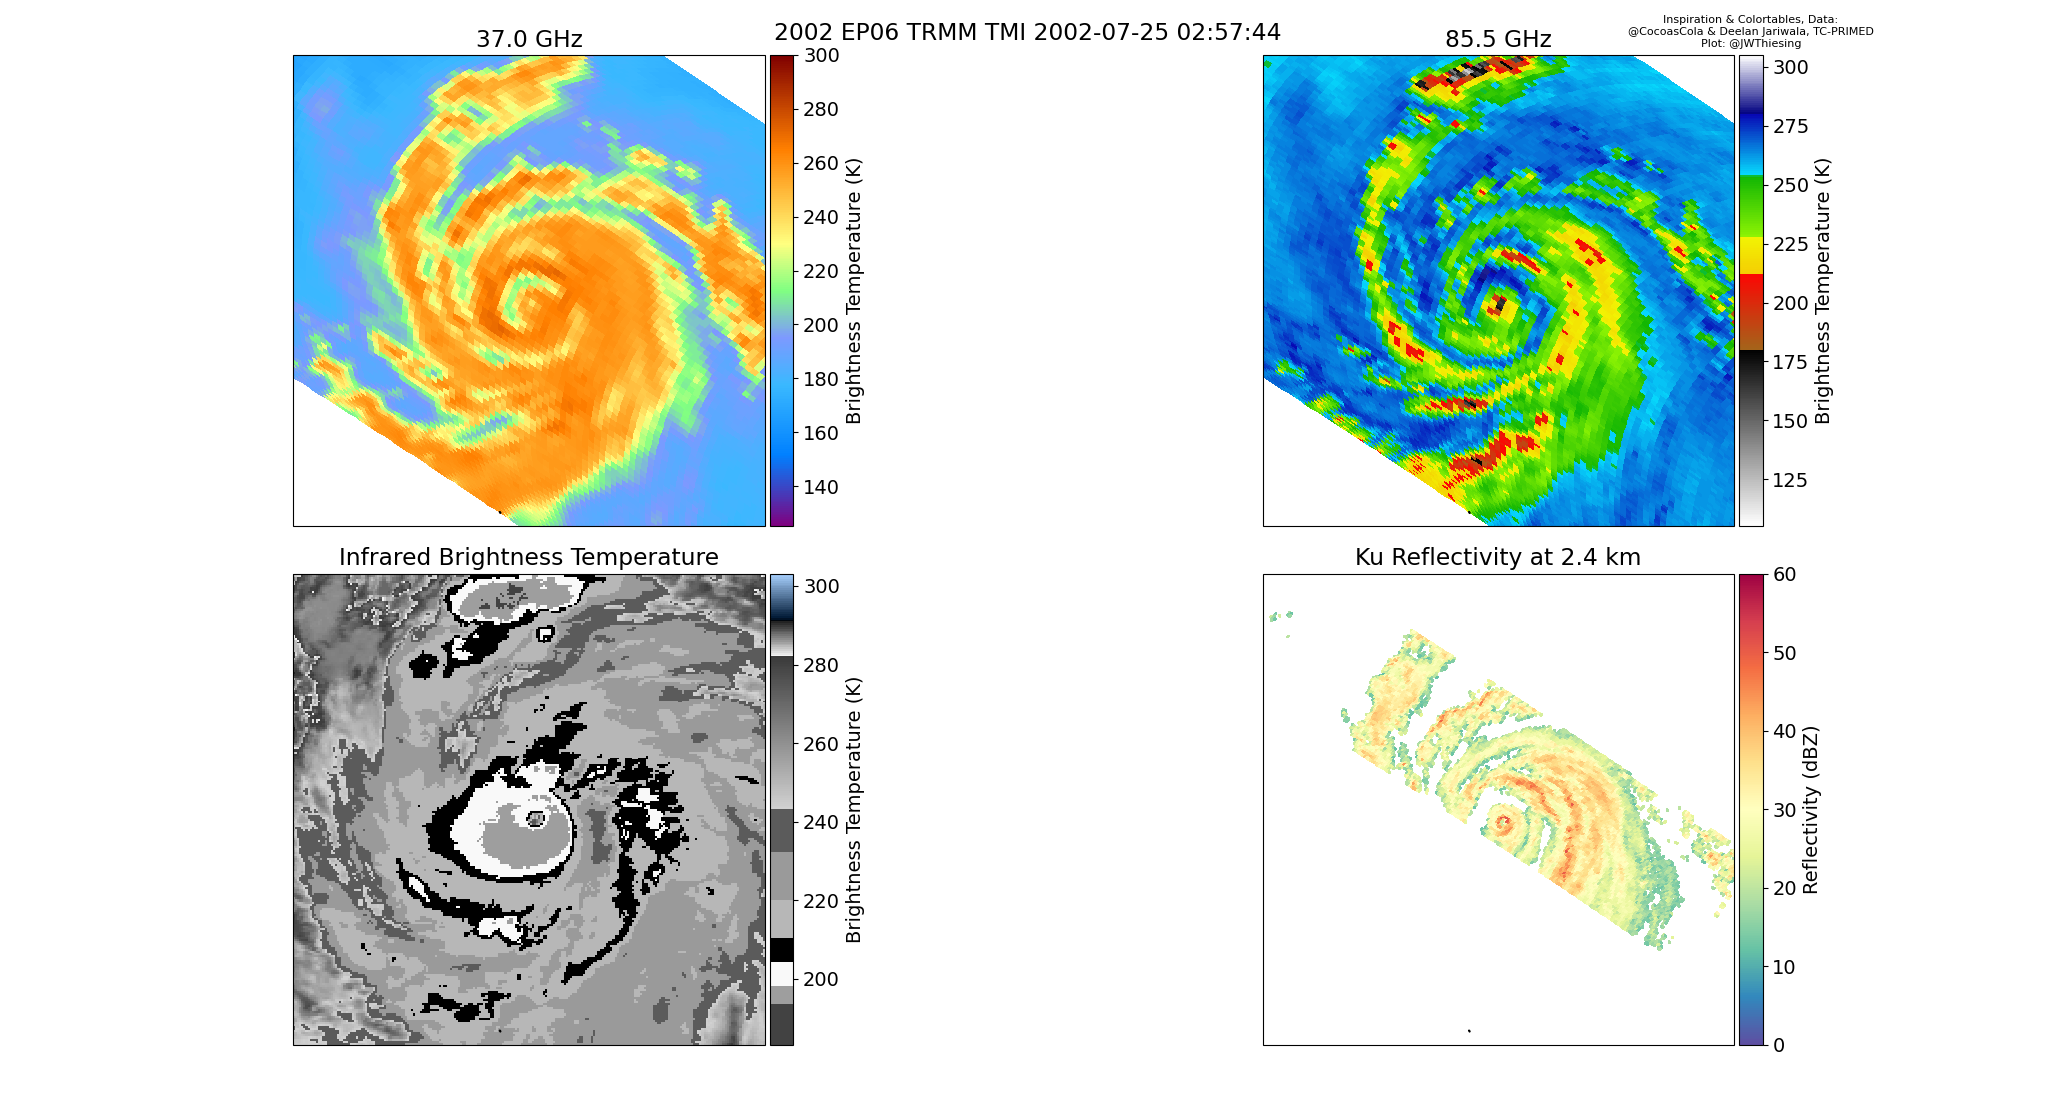 2002 EP06 TRMM TMI 2002-07-25 02:57:44
Inspiration & Colortables, Data:
@CocoasCola & Deelan Jariwala, TC-PRIMED
Plot: @JWThiesing
37.0 GHz
300
280
260
240
220
200
180
160
140
Brightness Temperature (K)
85.5 GHz
300
275
250
225
200
175
150
125
Brightness Temperature (K)
Infrared Brightness Temperature
300
280
260
240
220
200
Brightness Temperature (K)
Ku Reflectivity at 2.4 km
60
50
40
30
20
10
0
Reflectivity (dBZ)